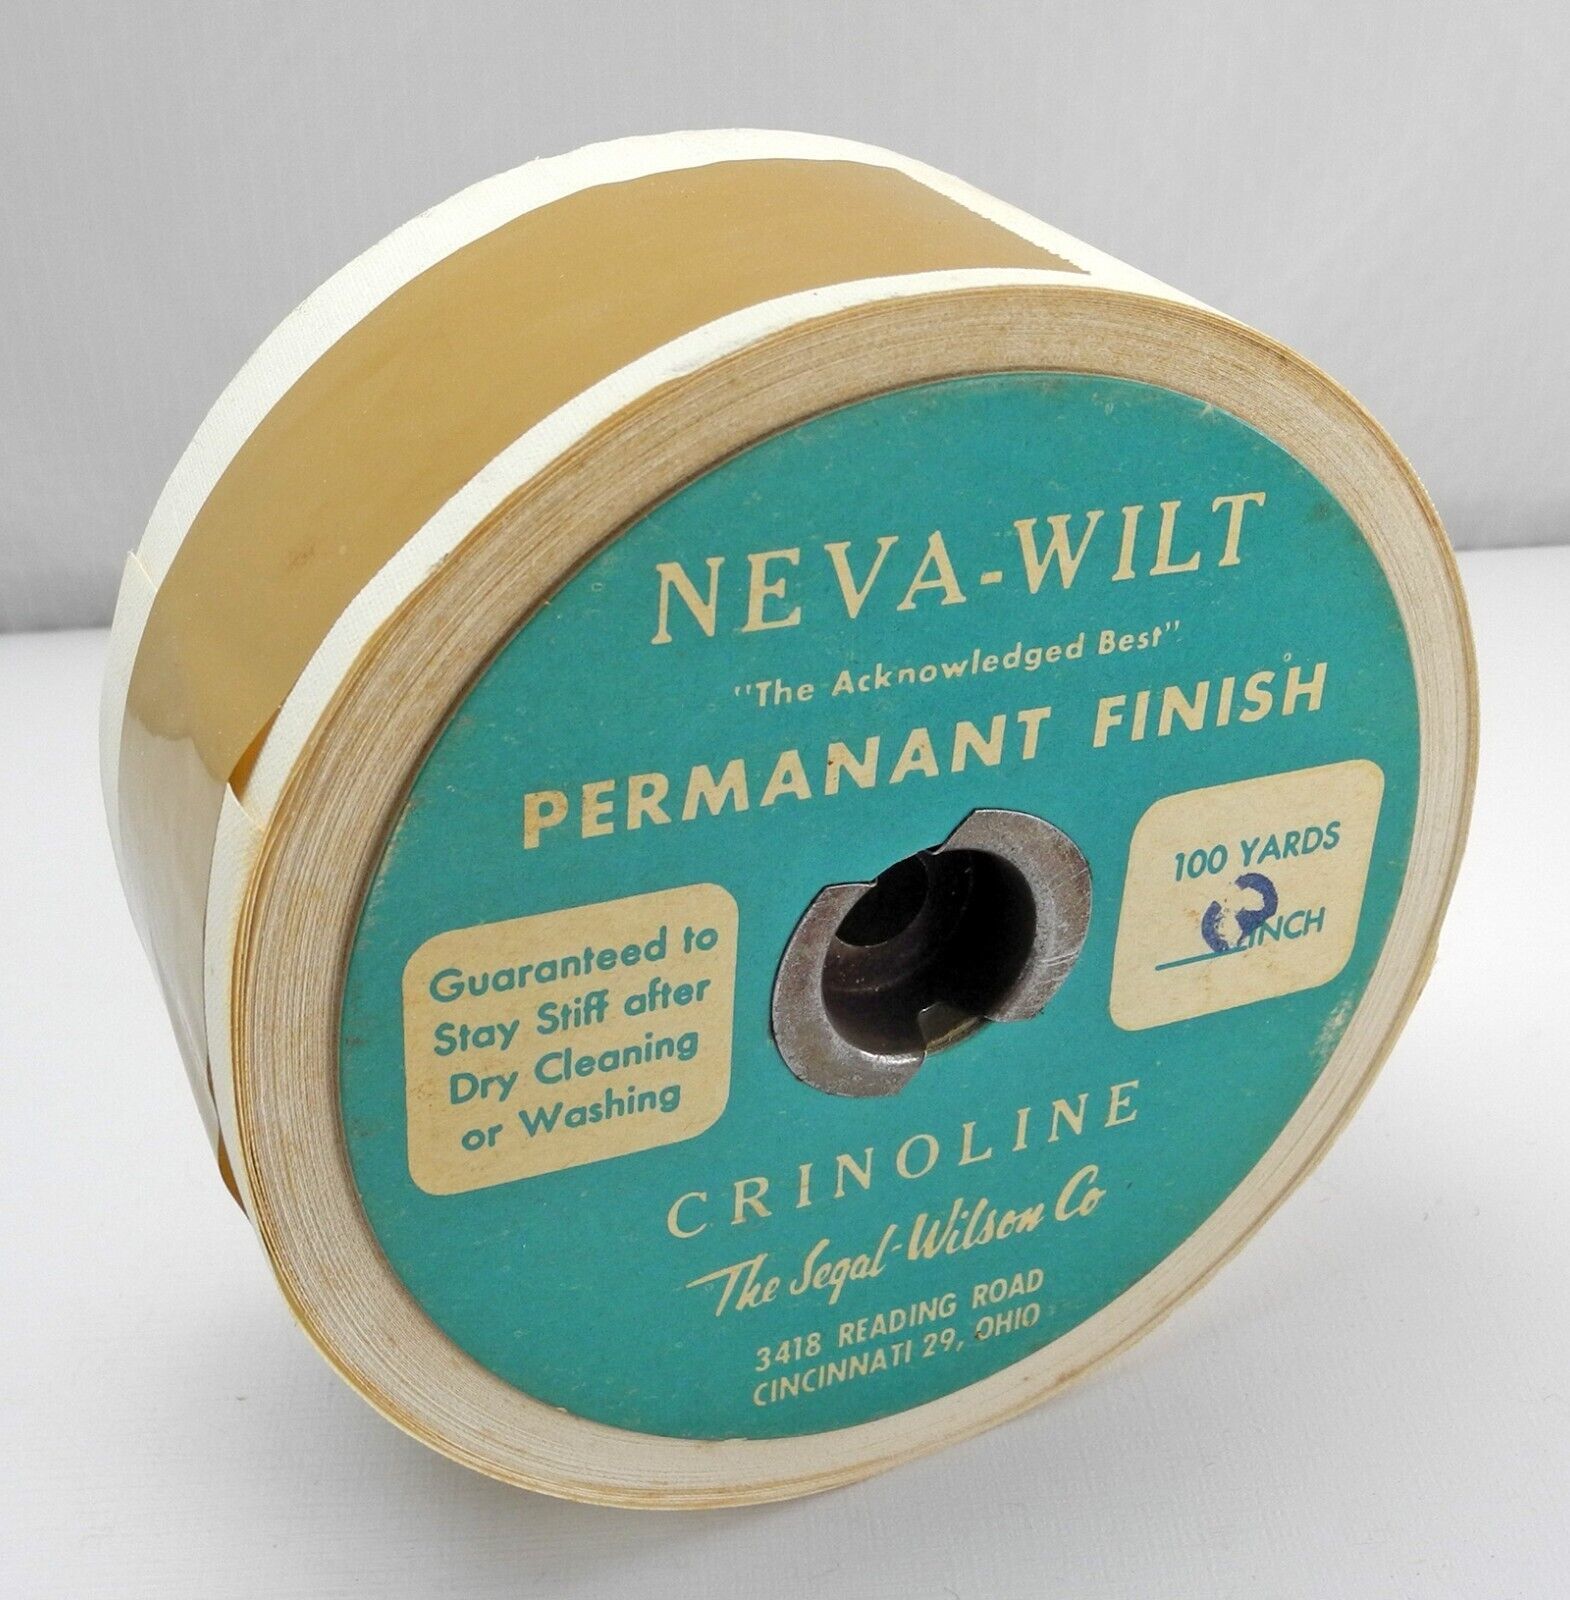 NEVA-WILT
"The Acknowledged Best"
PERMANANT FINISH
Guaranteed to
Stay Stiff after
Dry Cleaning
or Washing
100 YARDS
INCH
CRINOLINE
The Segal-Wilson Co
3418 READING ROAD
CINCINNATI 29, OHIO